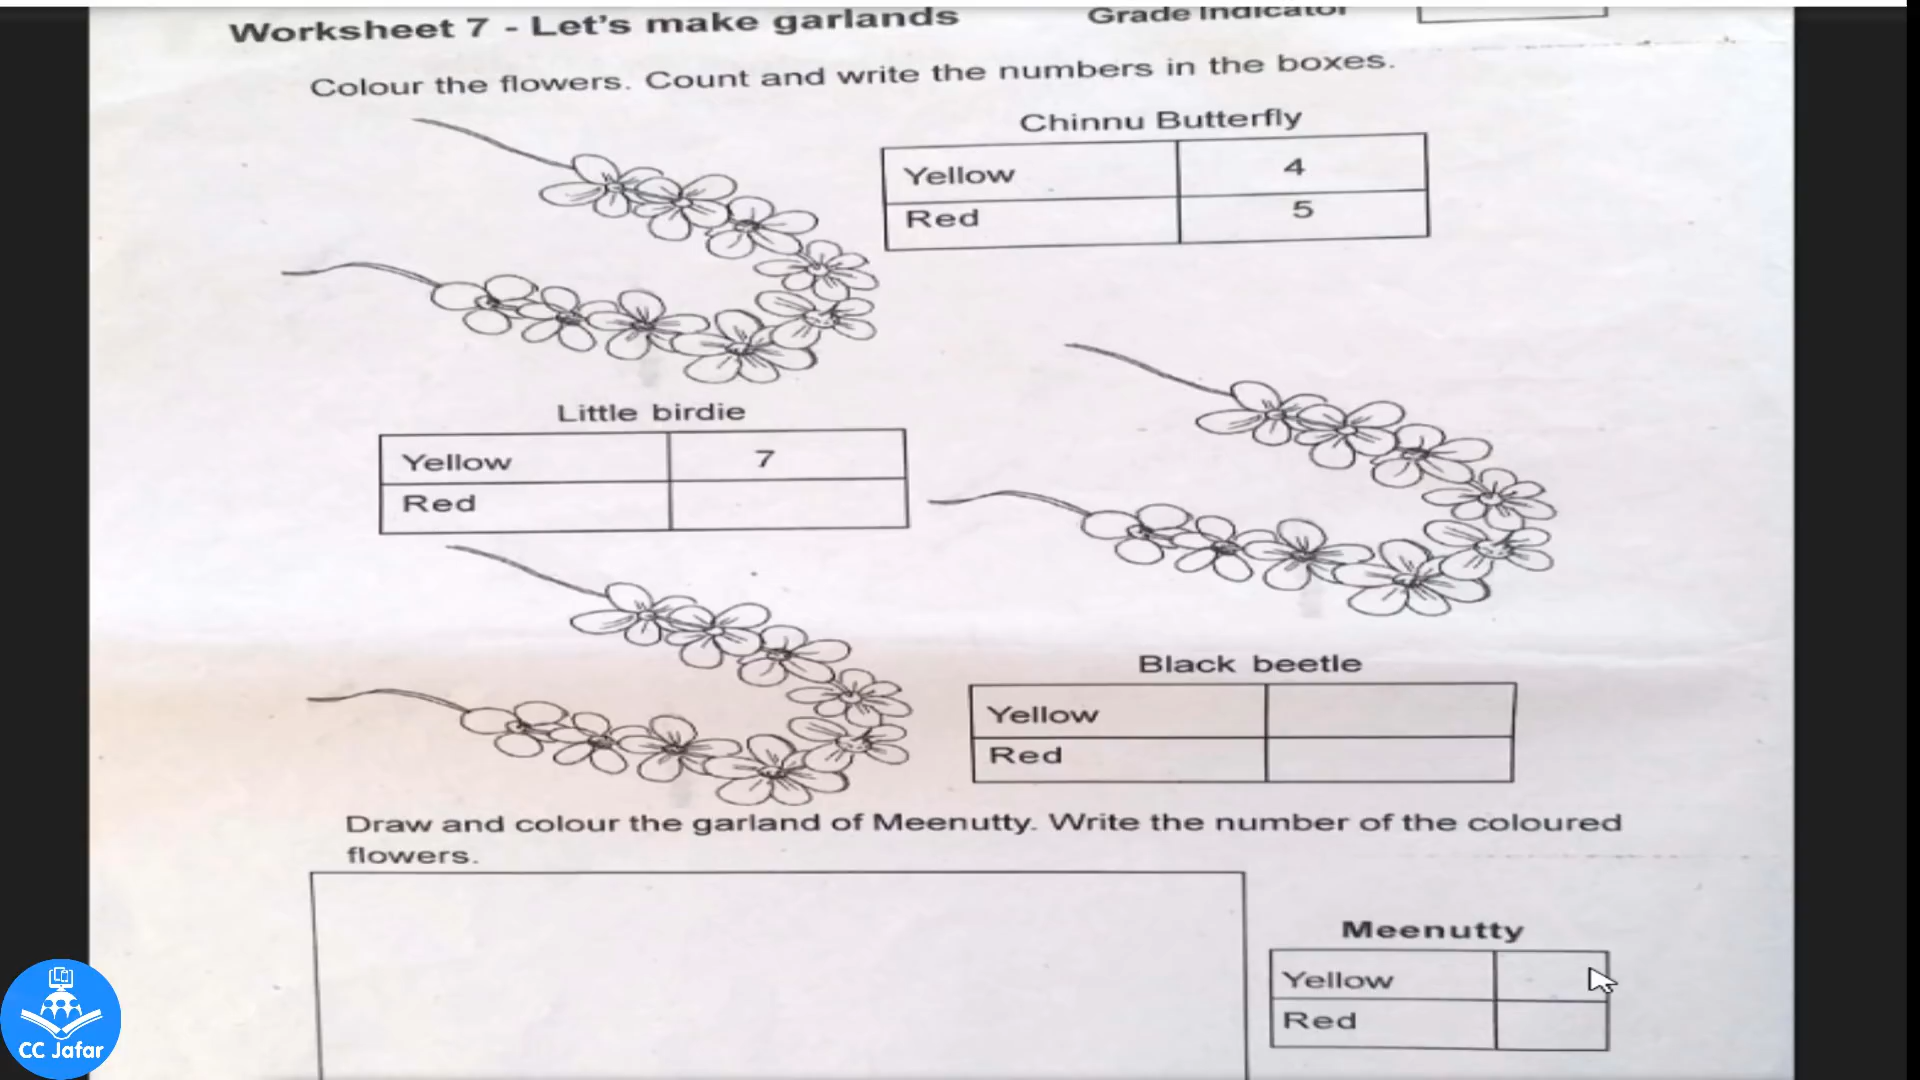 Worksheet 7 - Let's make garlands
Grade Indicator
Colour the flowers. Count and write the numbers in the boxes.
Chinnu Butterfly
Yellow 4
Red 5
Little birdie
Yellow 7
Red
Black beetle
Yellow
Red
Draw and colour the garland of Meenutty. Write the number of the coloured
flowers.
Meenutty
Yellow
Red
CC Jafar